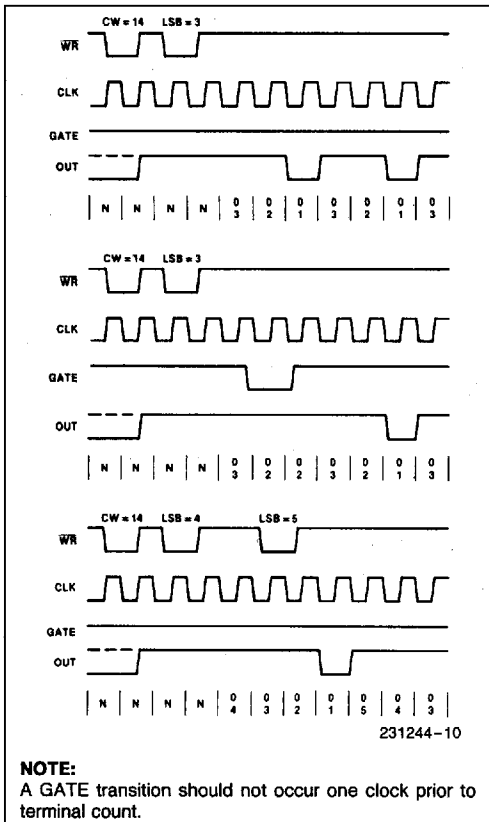 CW = 14 LSB = 3
WR
CLK
GATE
OUT
N N N N 0 3 0 2 0 1 0 3 0 2 0 1 0 3
CW = 14 LSB = 3
WR
CLK
GATE
OUT
N N N N 0 3 0 2 0 2 0 3 0 2 0 1 0 3
CW = 14 LSB = 4 LSB = 5
WR
CLK
GATE
OUT
N N N N 0 4 0 3 0 2 0 1 0 5 0 4 0 3
231244-10
NOTE:
A GATE transition should not occur one clock prior to
terminal count.